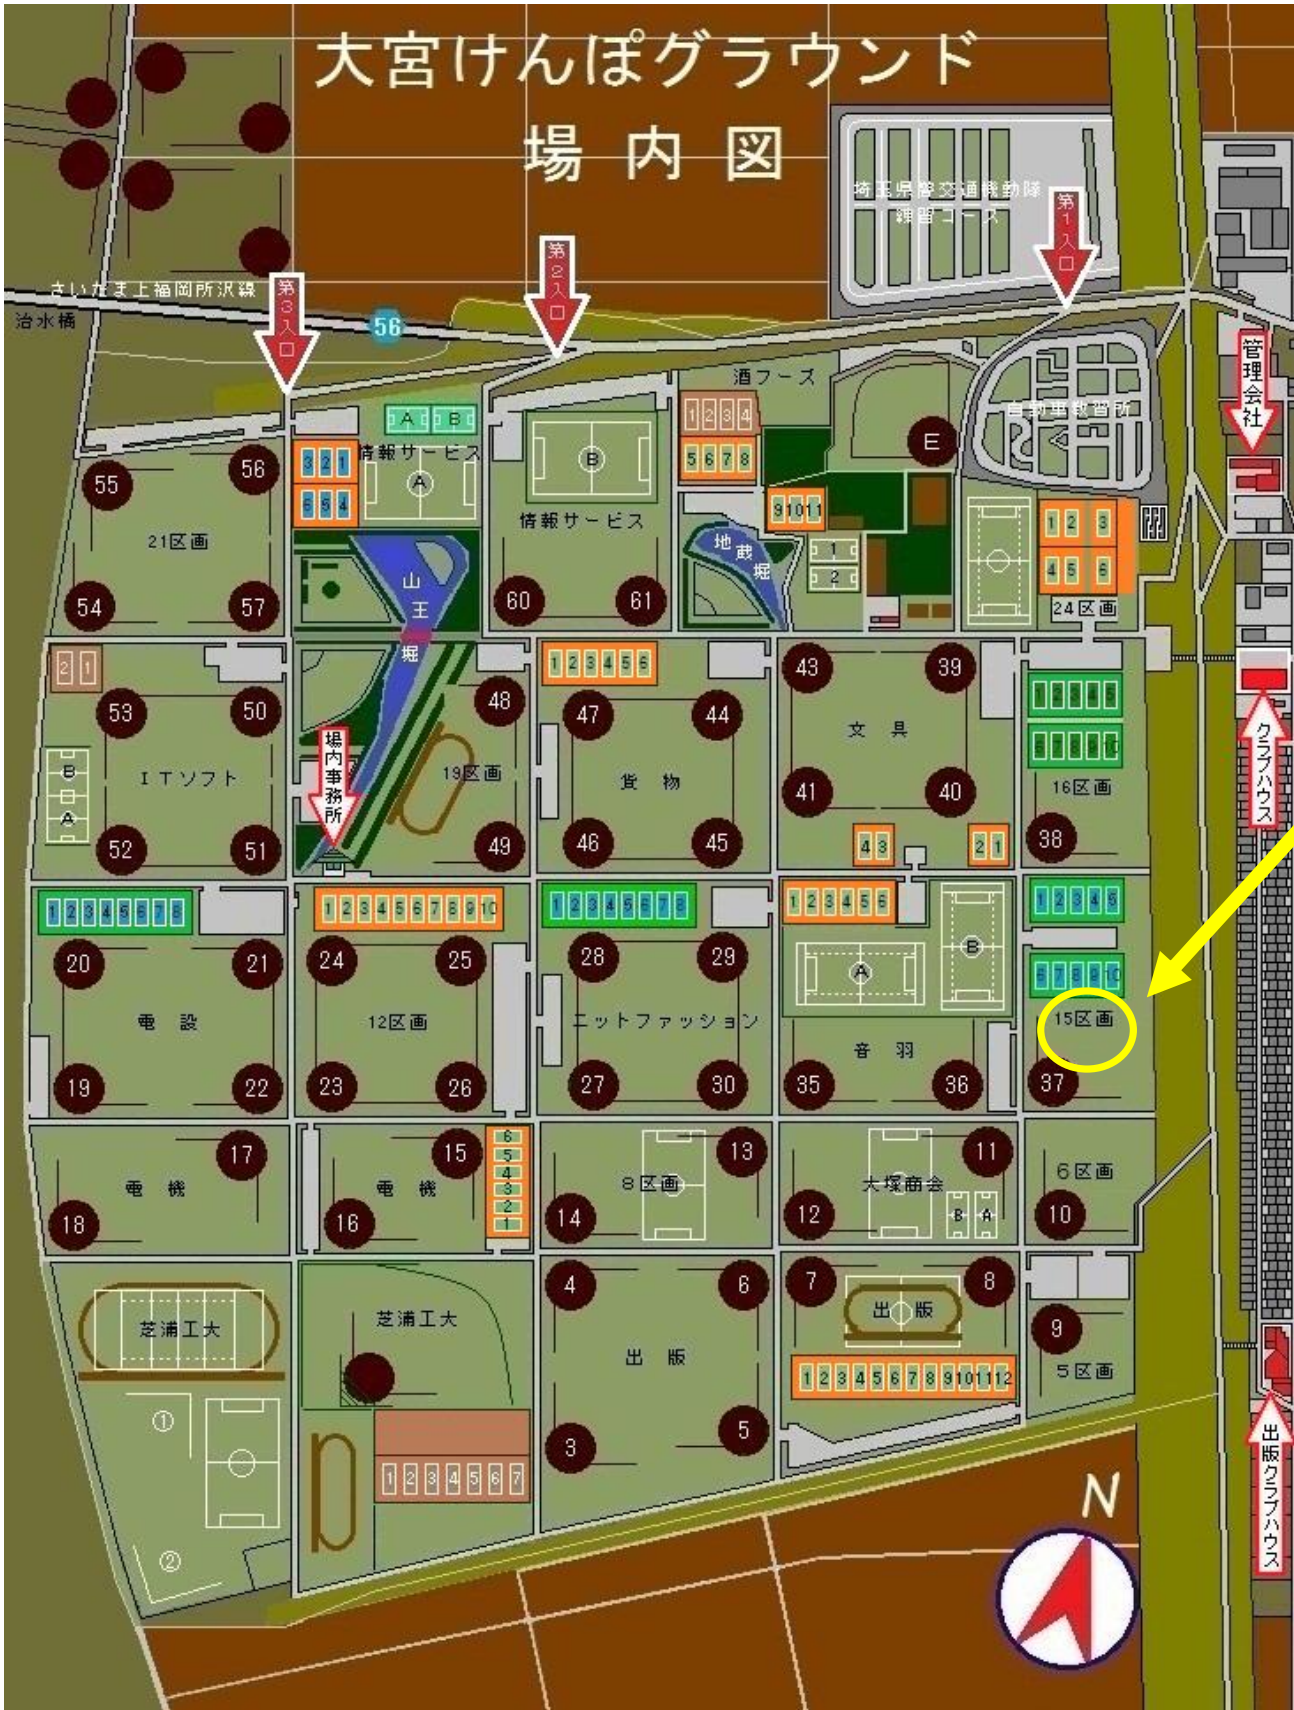 大宮けんぽグラウンド
場内図
埼玉県警交通機動隊
練習コース
第1入口
第2入口
第3入口
さいたま上福岡所沢線
治水橋
56
管理会社
自動車教習所
酒フーズ
1 2 3 4
5 6 7 8
E
A B
情報サービス
3 2 1
6 5 4
A
B
情報サービス
55
56
21区画
54
57
山王堀
60
61
地蔵堀
9 10 11
1
2
1 2 3
4 5 6
24区画
2 1
53
50
ITソフト
B
A
52
51
48
19区画
49
場内事務所
1 2 3 4 5 6
47
44
貨物
46
45
43
39
文具
41
40
4 3
2 1
1 2 3 4 5
6 7 8 9 10
16区画
38
クラブハウス
1 2 3 4 5 6 7 8
20
21
電設
19
22
1 2 3 4 5 6 7 8 9 10
24
25
12区画
23
26
1 2 3 4 5 6 7 8
28
29
ニットファッション
27
30
1 2 3 4 5 6
A
B
音羽
35
36
1 2 3 4 5
6 7 8 9 10
15区画
37
17
電機
18
15
電機
16
6
5
4
3
2
1
13
8区画
14
11
大塚商会
12
B A
6区画
10
芝浦工大
①
②
芝浦工大
1 2 3 4 5 6 7
4
6
出版
3
5
7
8
出版
1 2 3 4 5 6 7 8 9 10 11 12
9
5区画
出版クラブハウス
N